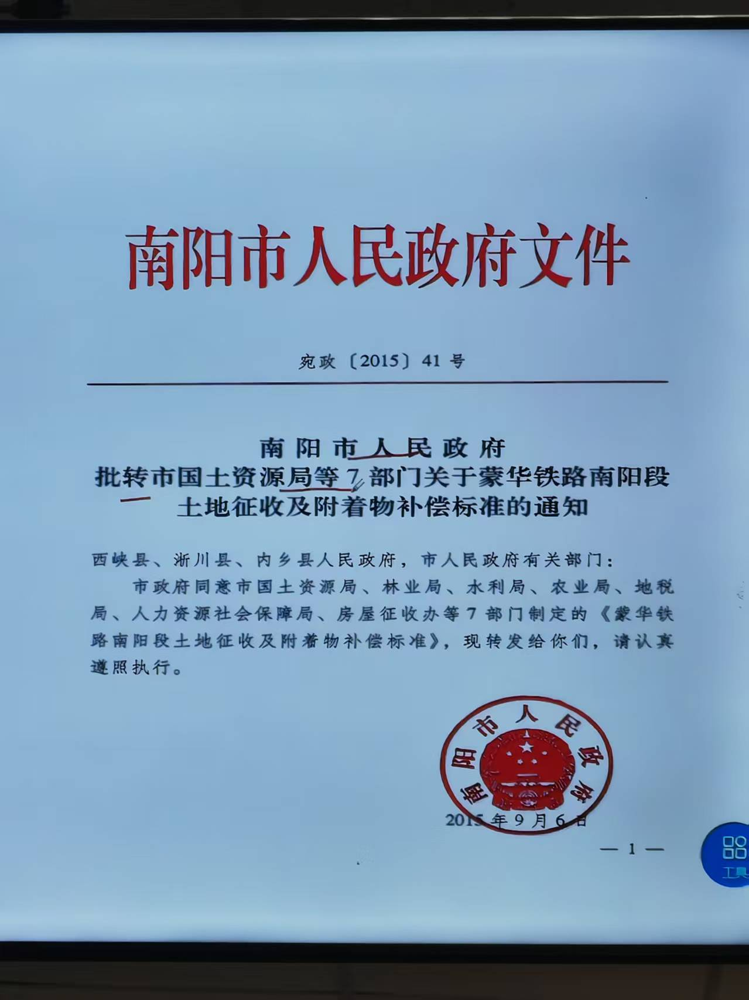 南阳市人民政府文件
宛政〔2015〕41号
南阳市人民政府
批转市国土资源局等7部门关于蒙华铁路南阳段
土地征收及附着物补偿标准的通知
西峡县、淅川县、内乡县人民政府，市人民政府有关部门：
市政府同意市国土资源局、林业局、水利局、农业局、地税
局、人力资源社会保障局、房屋征收办等7部门制定的《蒙华铁
路南阳段土地征收及附着物补偿标准》，现转发给你们，请认真
遵照执行。
南阳市人民政府
2015年9月6日
— 1 —
工具